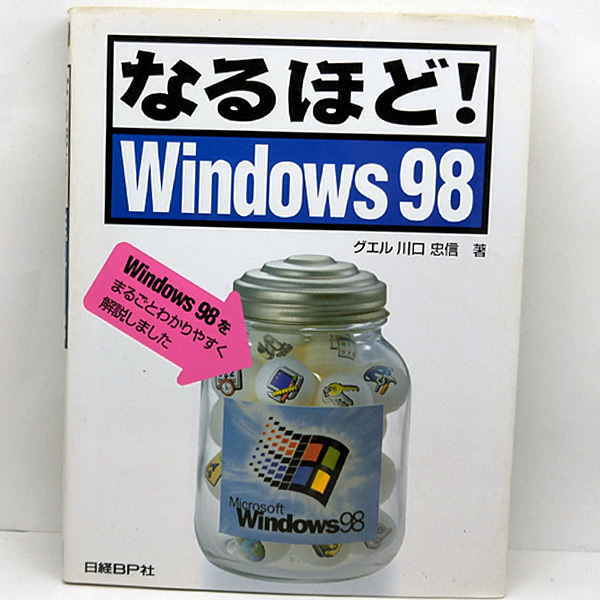 なるほど!
Windows 98
グエル 川口 忠信 著
Windows 98を
まるごとわかりやすく
解説しました
Microsoft
Windows98
日経BP社